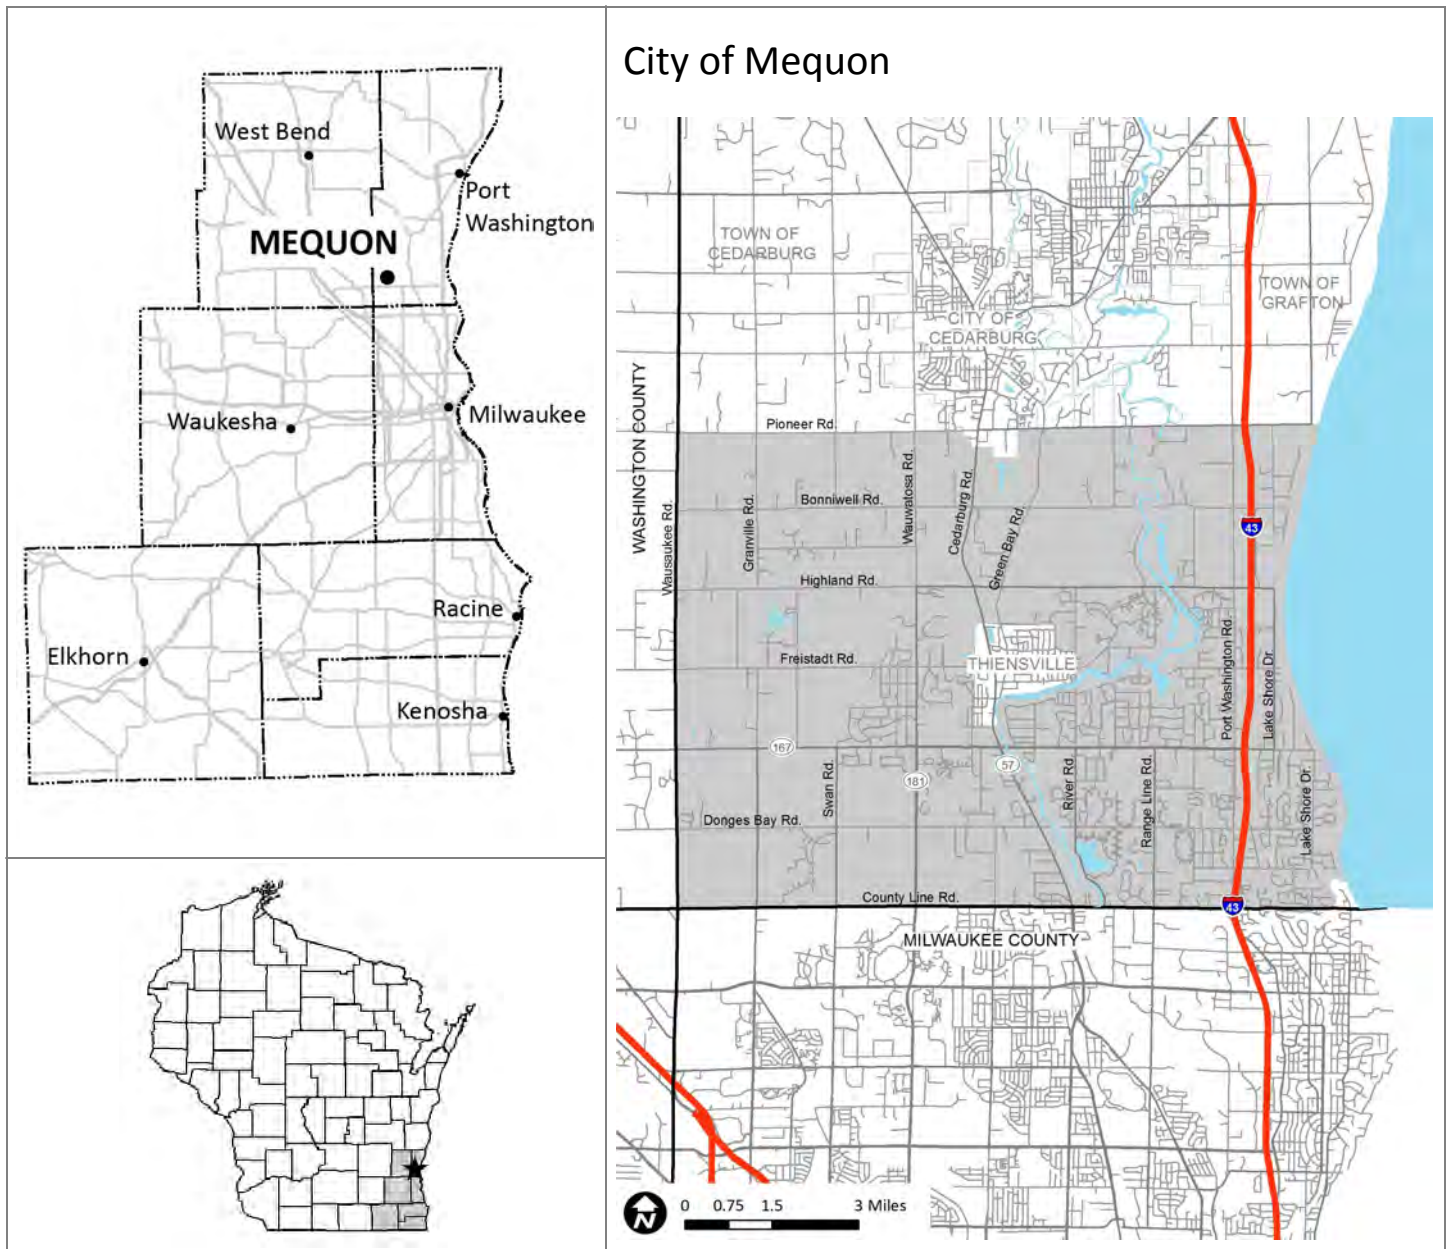 City of Mequon
West Bend
Port
Washington
MEQUON
Waukesha
Milwaukee
Racine
Elkhorn
Kenosha
TOWN OF
CEDARBURG
TOWN OF
GRAFTON
CITY OF
CEDARBURG
WASHINGTON COUNTY
Pioneer Rd.
Wausaukee Rd.
Granville Rd.
Bonniwell Rd.
Wauwatosa Rd.
Cedarburg Rd.
Green Bay Rd.
43
Highland Rd.
THIENSVILLE
Freistadt Rd.
Port Washington Rd.
Lake Shore Dr.
167
181
57
Swan Rd.
River Rd.
Range Line Rd.
Lake Shore Dr.
Donges Bay Rd.
County Line Rd.
43
MILWAUKEE COUNTY
N
0 0.75 1.5 3 Miles